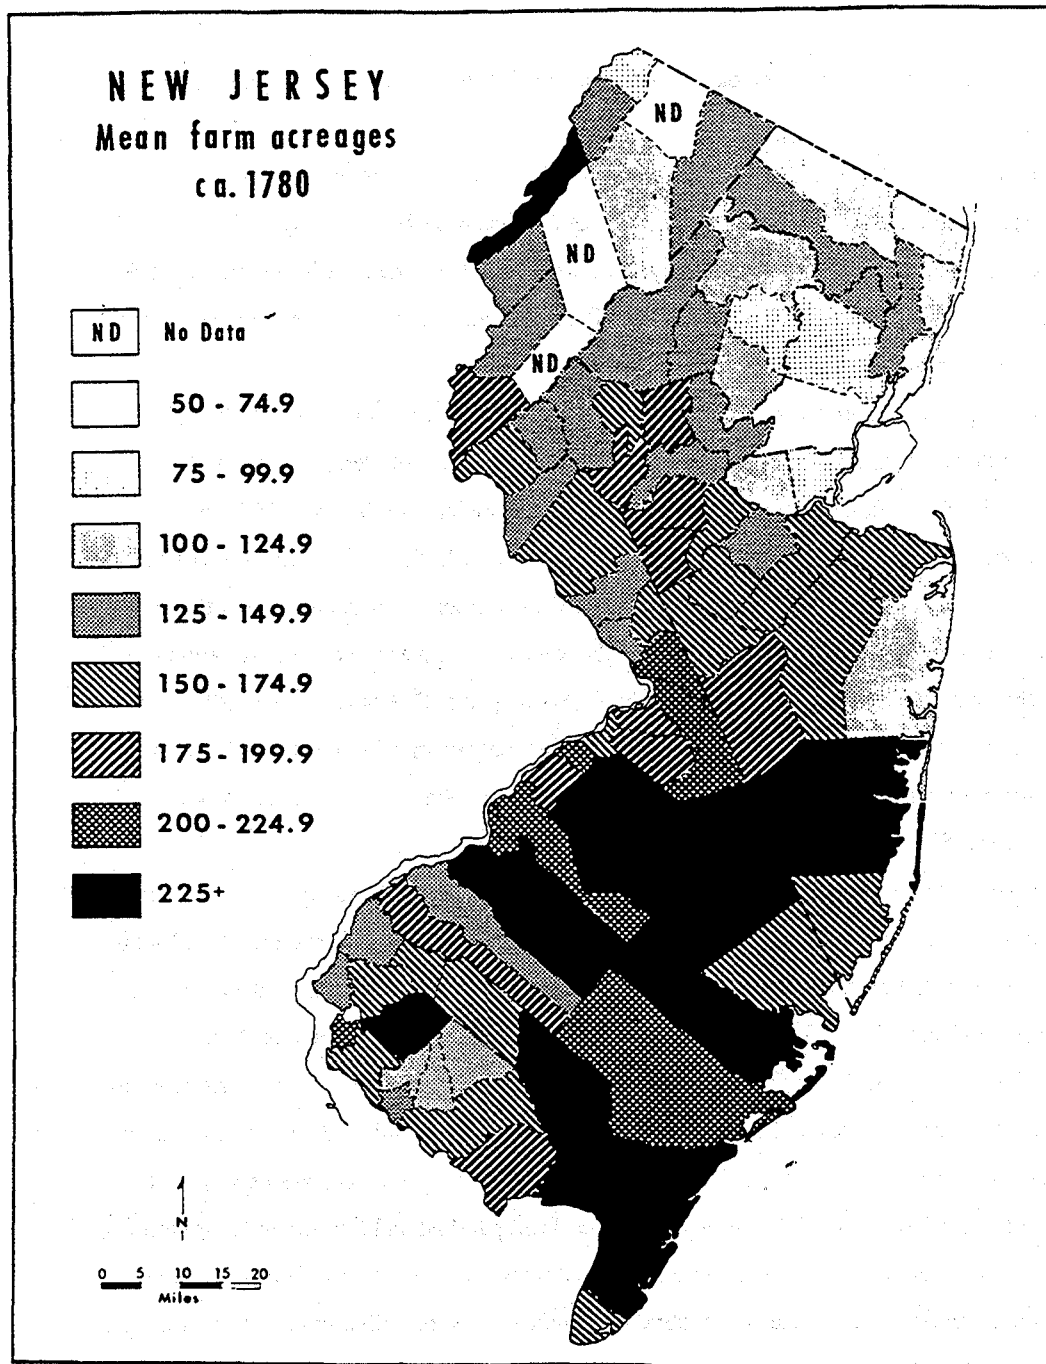 NEW JERSEY
Mean farm acreages
ca. 1780
ND
ND
ND
ND No Data
50 - 74.9
75 - 99.9
100 - 124.9
125 - 149.9
150 - 174.9
175 - 199.9
200 - 224.9
225+
N
0 5 10 15 20
Miles